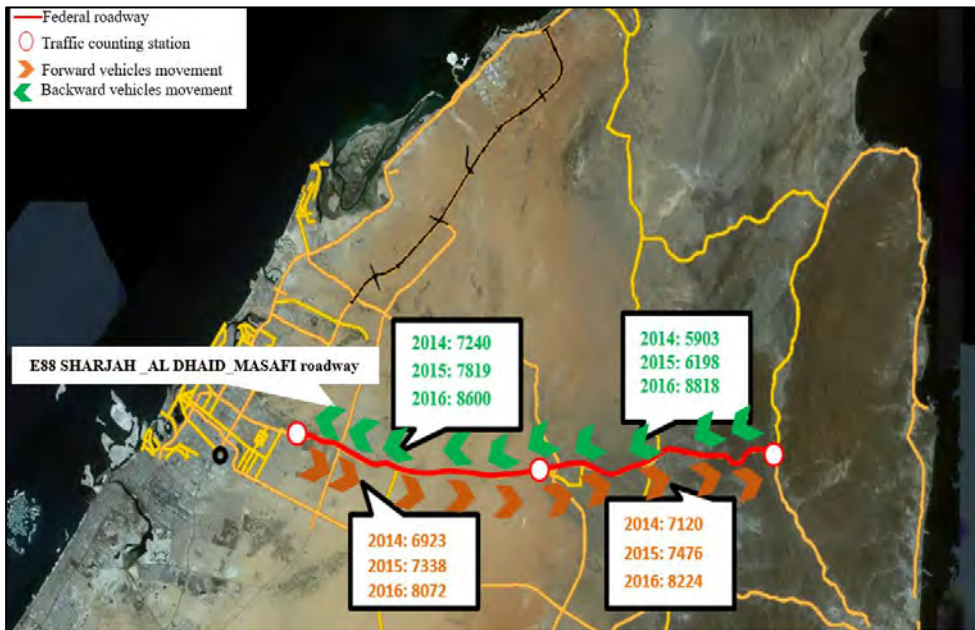 Federal roadway
Traffic counting station
Forward vehicles movement
Backward vehicles movement
E88 SHARJAH _AL DHAID_MASAFI roadway
2014: 7240
2015: 7819
2016: 8600
2014: 5903
2015: 6198
2016: 8818
2014: 6923
2015: 7338
2016: 8072
2014: 7120
2015: 7476
2016: 8224